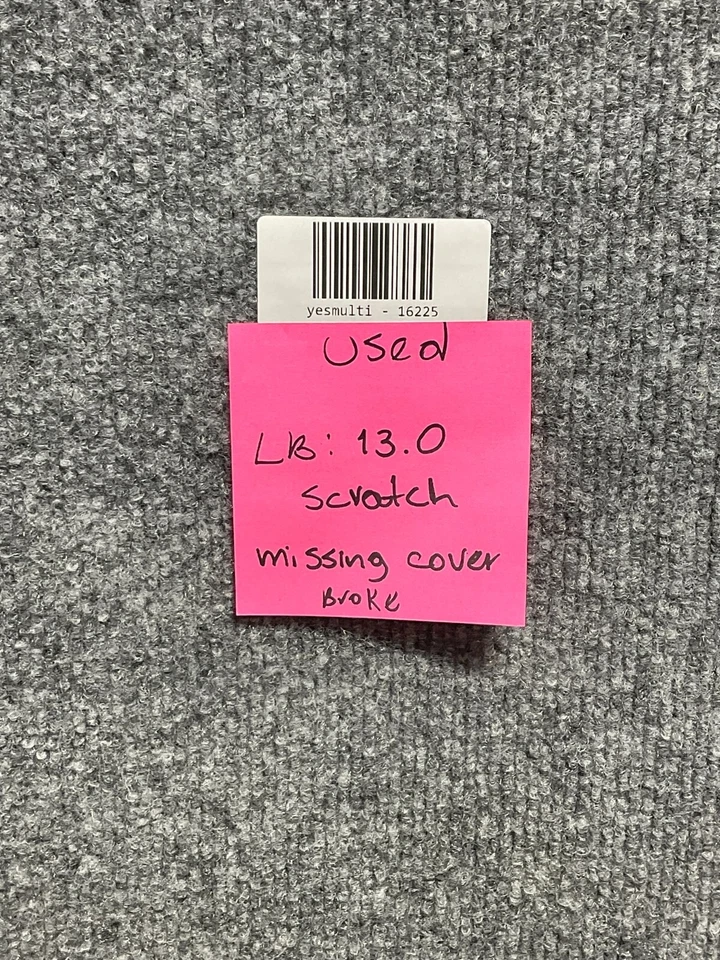 yesmulti - 16225
Used
LB: 13.0
scratch
missing cover
Broke